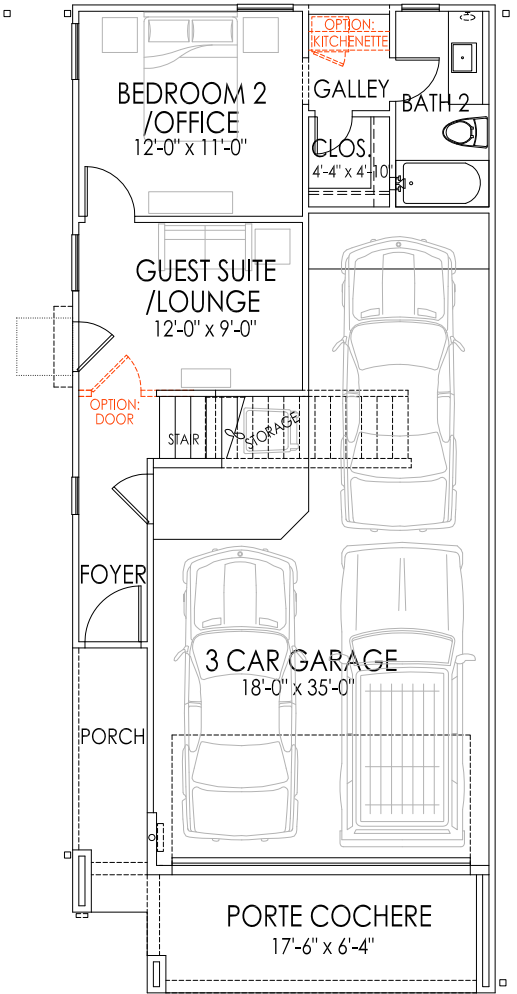 OPTION:
KITCHENETTE
BEDROOM 2
/OFFICE
12'-0" x 11'-0"
GALLEY
BATH 2
CLOS.
4'-4" x 4'-10"
GUEST SUITE
/LOUNGE
12'-0" x 9'-0"
OPTION:
DOOR
STAIR
STORAGE
FOYER
3 CAR GARAGE
18'-0" x 35'-0"
PORCH
PORTE COCHERE
17'-6" x 6'-4"